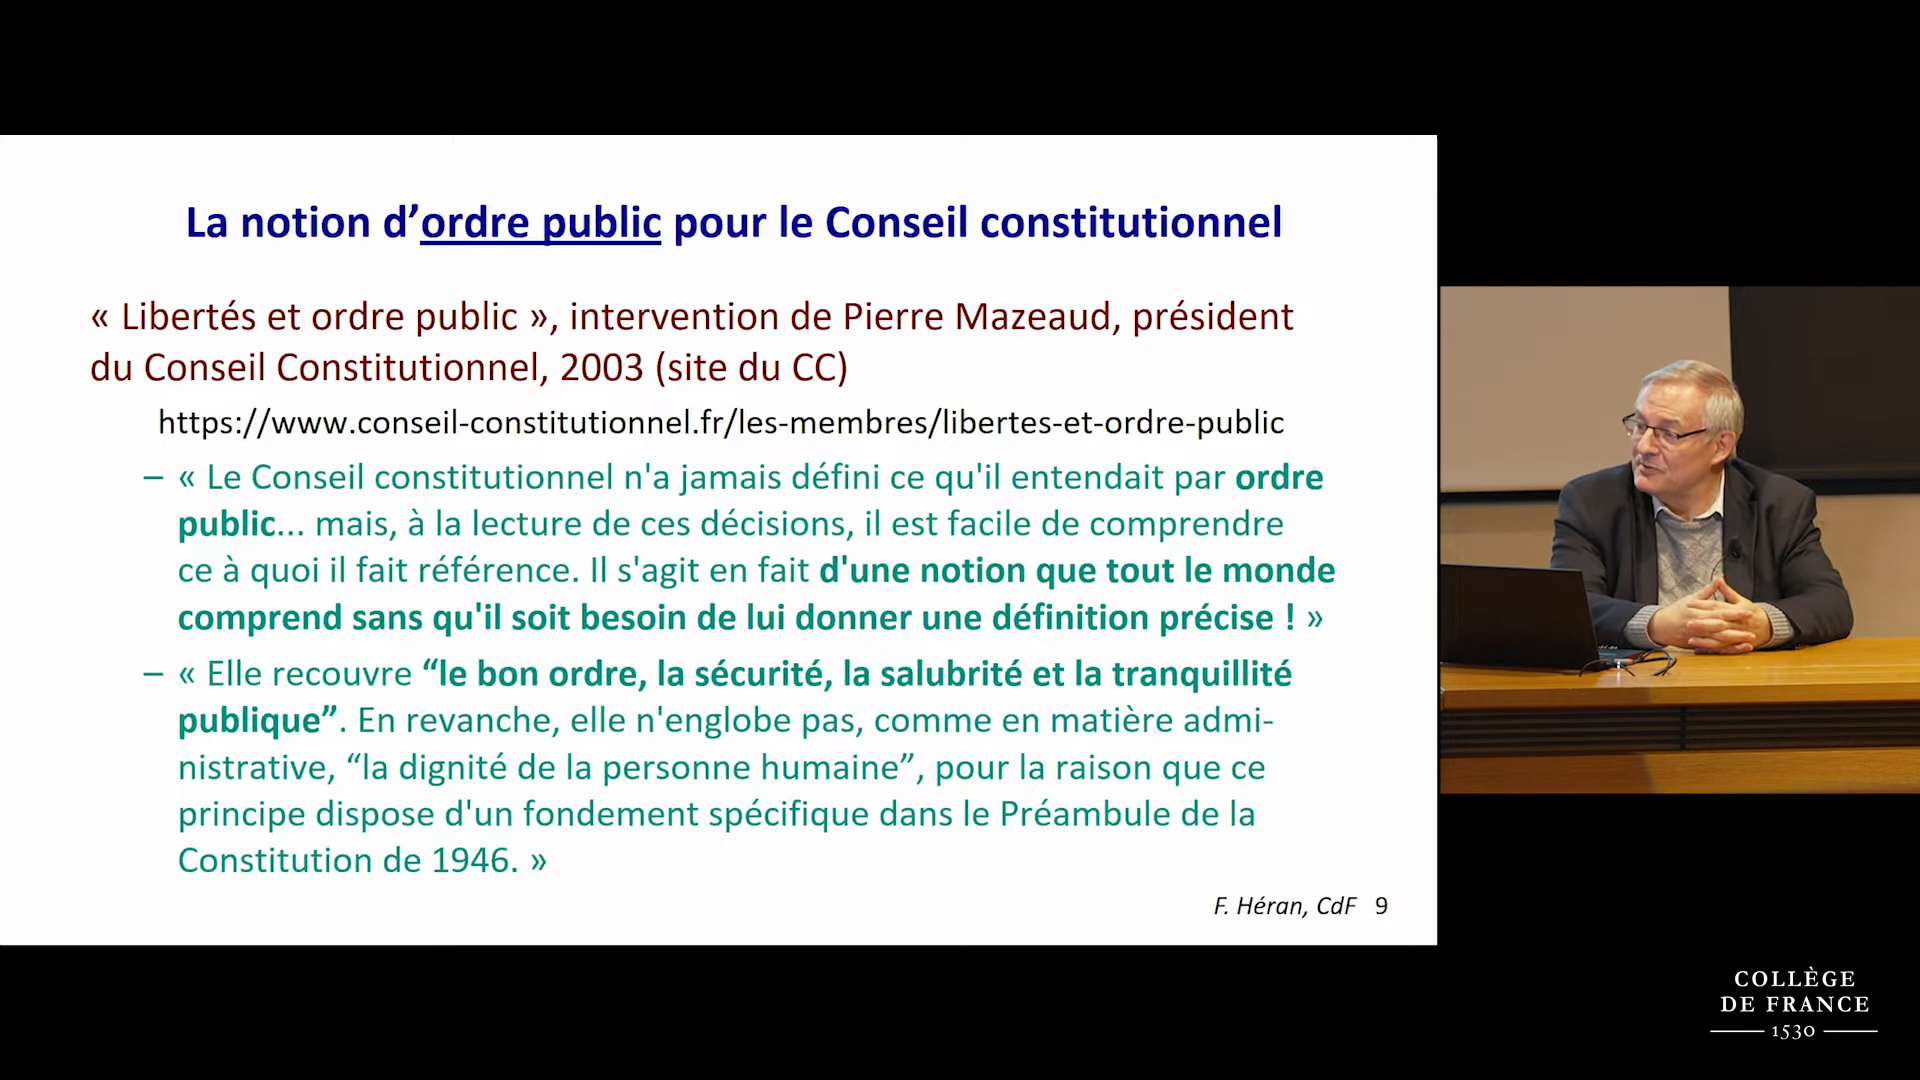 La notion d’ordre public pour le Conseil constitutionnel
« Libertés et ordre public », intervention de Pierre Mazeaud, président
du Conseil Constitutionnel, 2003 (site du CC)
https://www.conseil-constitutionnel.fr/les-membres/libertes-et-ordre-public
– « Le Conseil constitutionnel n'a jamais défini ce qu'il entendait par ordre
public... mais, à la lecture de ces décisions, il est facile de comprendre
ce à quoi il fait référence. Il s'agit en fait d'une notion que tout le monde
comprend sans qu'il soit besoin de lui donner une définition précise ! »
– « Elle recouvre “le bon ordre, la sécurité, la salubrité et la tranquillité
publique”. En revanche, elle n'englobe pas, comme en matière admi-
nistrative, “la dignité de la personne humaine”, pour la raison que ce
principe dispose d'un fondement spécifique dans le Préambule de la
Constitution de 1946. »
F. Héran, CdF 9
COLLÈGE
DE FRANCE
1530